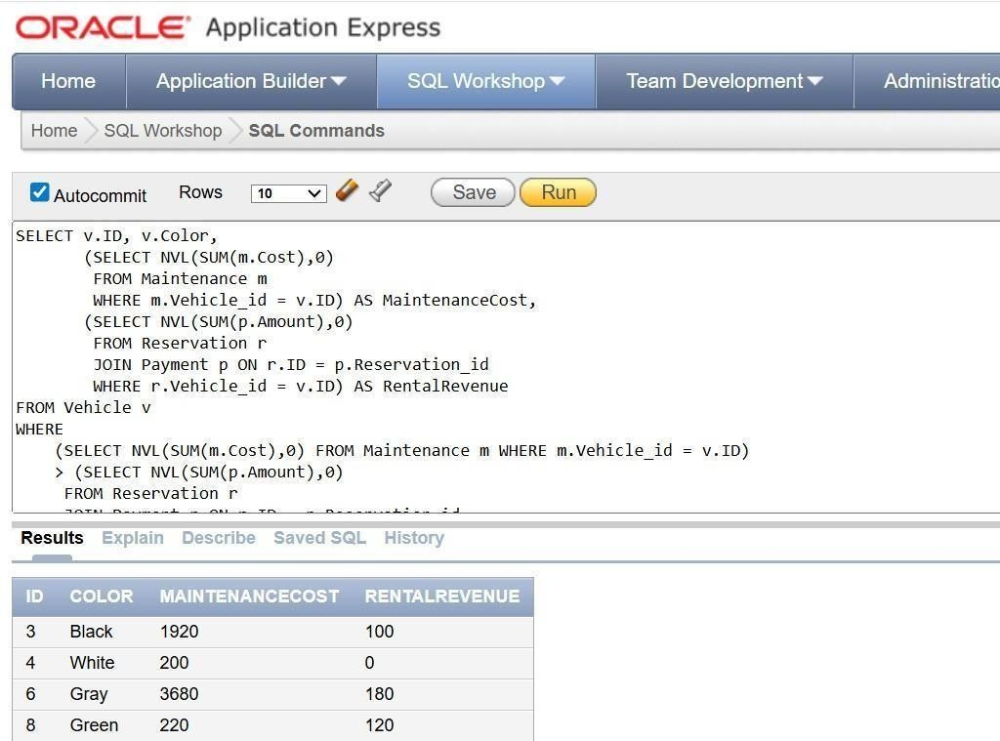 ORACLE® Application Express
Home Application Builder SQL Workshop Team Development Administratio
Home SQL Workshop SQL Commands
Autocommit Rows 10 Save Run
SELECT v.ID, v.Color,
(SELECT NVL(SUM(m.Cost),0)
FROM Maintenance m
WHERE m.Vehicle_id = v.ID) AS MaintenanceCost,
(SELECT NVL(SUM(p.Amount),0)
FROM Reservation r
JOIN Payment p ON r.ID = p.Reservation_id
WHERE r.Vehicle_id = v.ID) AS RentalRevenue
FROM Vehicle v
WHERE
(SELECT NVL(SUM(m.Cost),0) FROM Maintenance m WHERE m.Vehicle_id = v.ID)
> (SELECT NVL(SUM(p.Amount),0)
FROM Reservation r
JOIN Payment p ON r.ID = p.Reservation_id
Results Explain Describe Saved SQL History
ID COLOR MAINTENANCECOST RENTALREVENUE
3 Black 1920 100
4 White 200 0
6 Gray 3680 180
8 Green 220 120